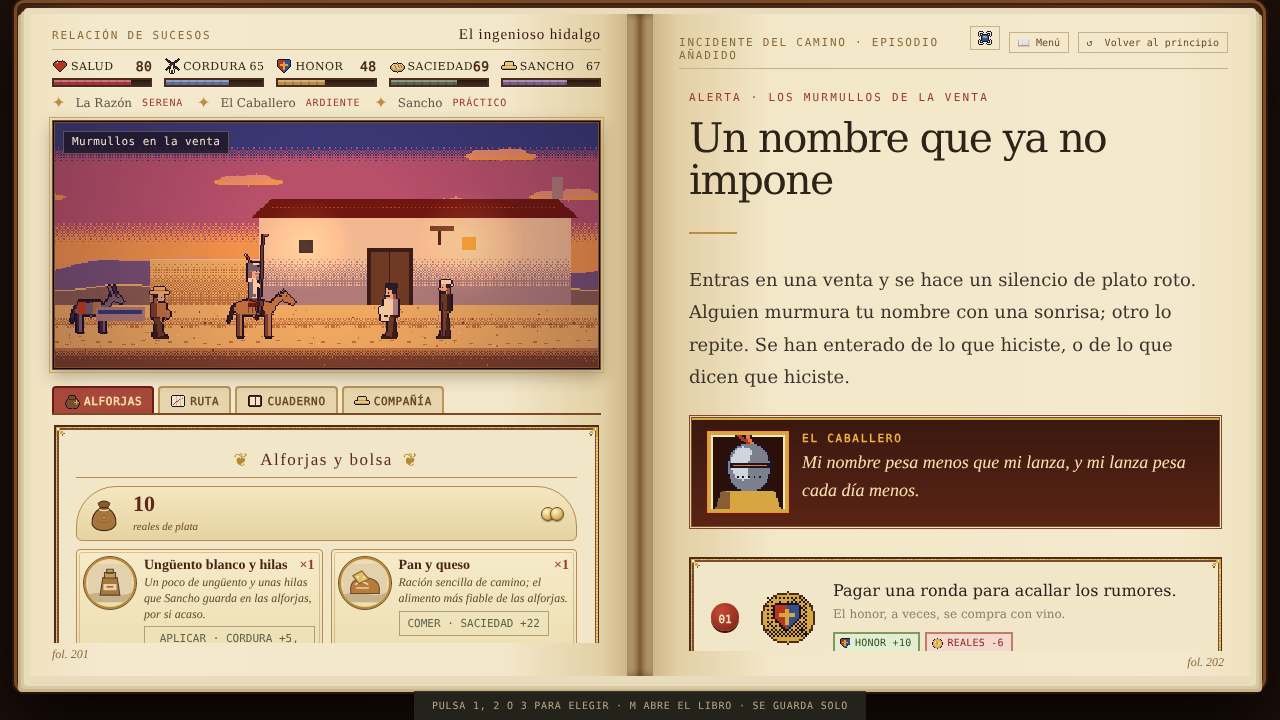 RELACIÓN DE SUCESOS
El ingenioso hidalgo
SALUD 80
CORDURA 65
HONOR 48
SACIEDAD 69
SANCHO 67
La Razón SERENA
El Caballero ARDIENTE
Sancho PRÁCTICO
Murmullos en la venta
ALFORJAS
RUTA
CUADERNO
COMPAÑÍA
Alforjas y bolsa
10
reales de plata
Ungüento blanco y hilas ×1
Un poco de ungüento y unas hilas
que Sancho guarda en las alforjas,
por si acaso.
APLICAR · CORDURA +5,
Pan y queso ×1
Ración sencilla de camino; el
alimento más fiable de las alforjas.
COMER · SACIEDAD +22
fol. 201
INCIDENTE DEL CAMINO · EPISODIO
AÑADIDO
Menú
↺ Volver al principio
ALERTA · LOS MURMULLOS DE LA VENTA
Un nombre que ya no
impone
Entras en una venta y se hace un silencio de plato roto.
Alguien murmura tu nombre con una sonrisa; otro lo
repite. Se han enterado de lo que hiciste, o de lo que
dicen que hiciste.
EL CABALLERO
Mi nombre pesa menos que mi lanza, y mi lanza pesa
cada día menos.
01
Pagar una ronda para acallar los rumores.
El honor, a veces, se compra con vino.
HONOR +10
REALES -6
fol. 202
PULSA 1, 2 O 3 PARA ELEGIR · M ABRE EL LIBRO · SE GUARDA SOLO